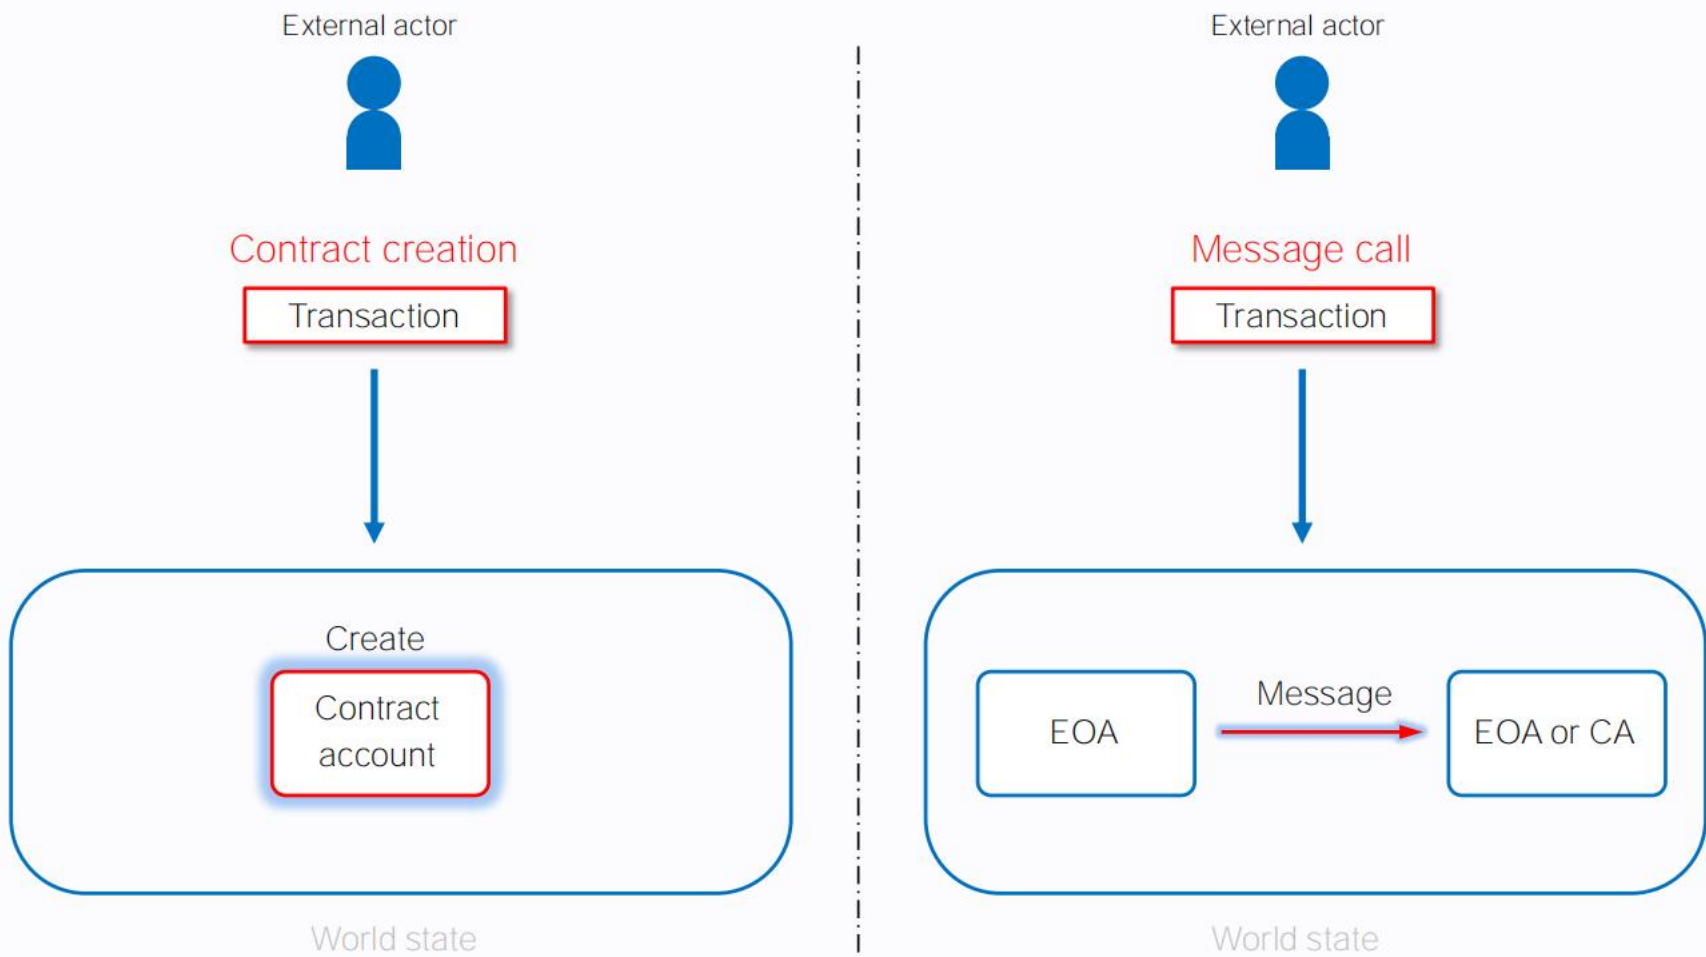 External actor
Contract creation
Transaction
Create
Contract
account
World state
External actor
Message call
Transaction
EOA
Message
EOA or CA
World state